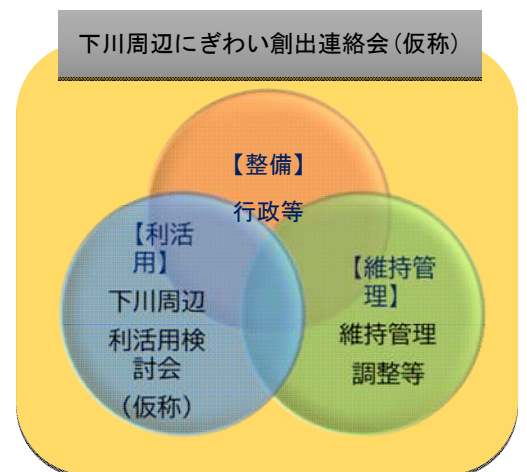 下川周辺にぎわい創出連絡会(仮称)
【整備】
行政等
【利活
用】
下川周辺
利活用検
討会
(仮称)
【維持管
理】
維持管理
調整等